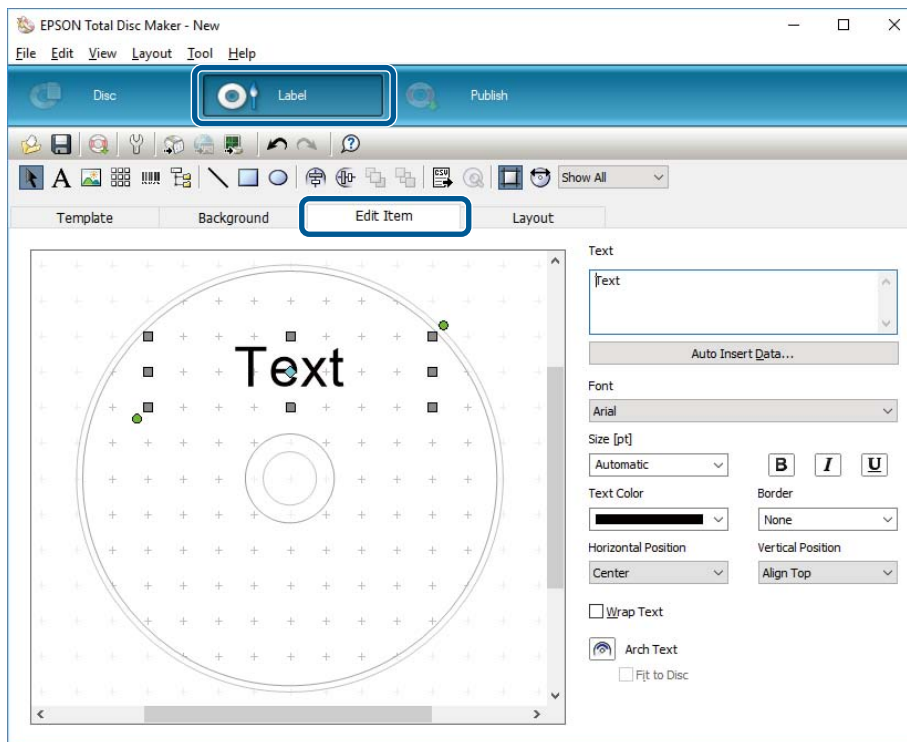 EPSON Total Disc Maker - New
File Edit View Layout Tool Help
Disc Label Publish
A CSV ? Show All
Template Background Edit Item Layout
Text
Text
Text
Auto Insert Data...
Font
Arial
Size [pt]
Automatic B I U
Text Color Border
None
Horizontal Position Vertical Position
Center Align Top
Wrap Text
Arch Text
Fit to Disc